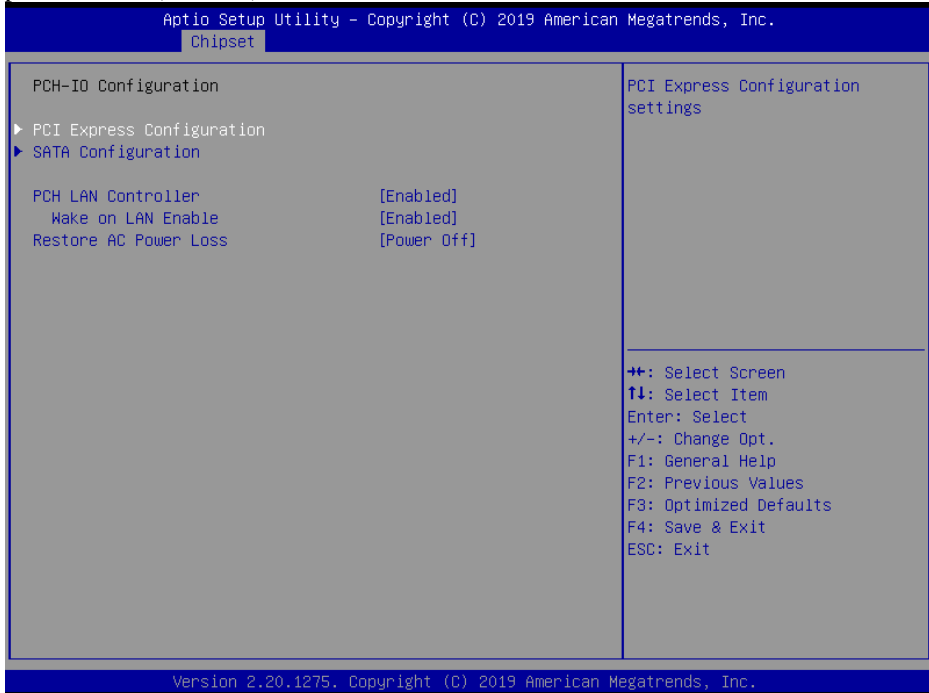 Aptio Setup Utility – Copyright (C) 2019 American Megatrends, Inc.
Chipset
PCH-IO Configuration
PCI Express Configuration
SATA Configuration
PCH LAN Controller [Enabled]
Wake on LAN Enable [Enabled]
Restore AC Power Loss [Power Off]
PCI Express Configuration
settings
→←: Select Screen
↑↓: Select Item
Enter: Select
+/-: Change Opt.
F1: General Help
F2: Previous Values
F3: Optimized Defaults
F4: Save & Exit
ESC: Exit
Version 2.20.1275. Copyright (C) 2019 American Megatrends, Inc.